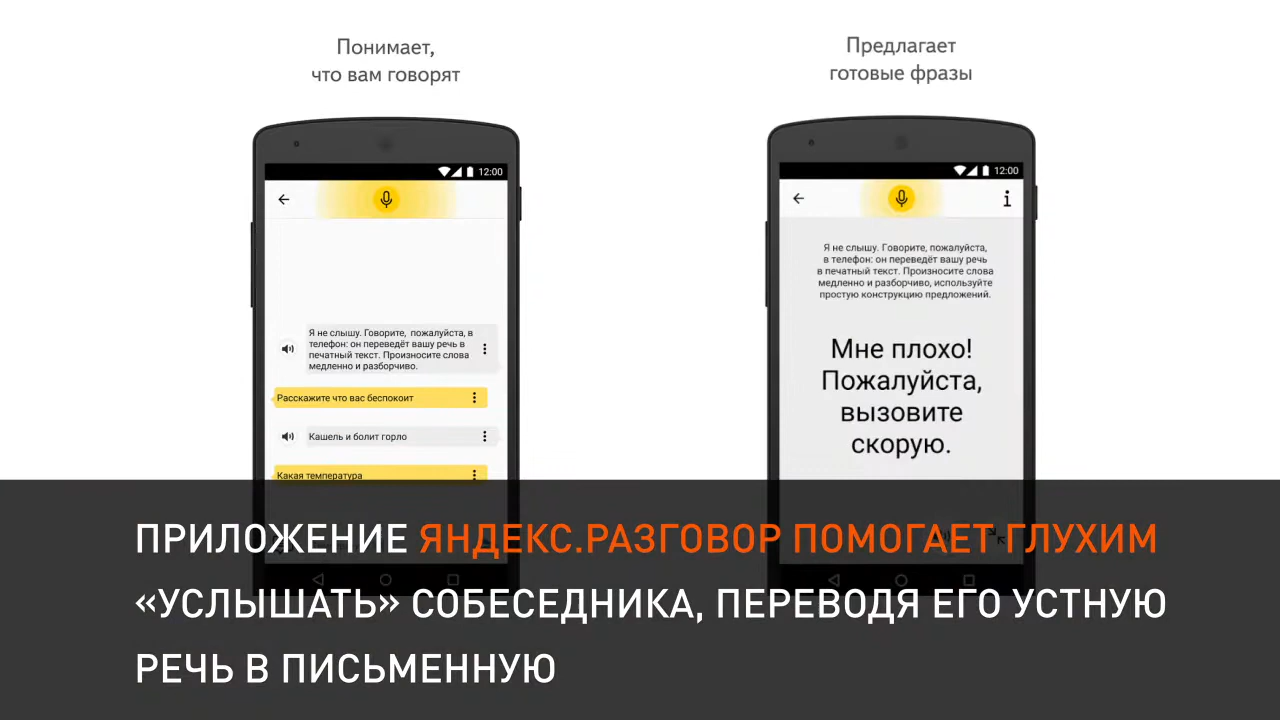 Понимает,
что вам говорят
Предлагает
готовые фразы
12:00
Я не слышу. Говорите, пожалуйста, в
телефон: он переведёт вашу речь в
печатный текст. Произносите слова
медленно и разборчиво.
Расскажите что вас беспокоит
Кашель и болит горло
Какая температура
12:00
i
Я не слышу. Говорите, пожалуйста,
в телефон: он переведёт вашу речь
в печатный текст. Произносите слова
медленно и разборчиво, используйте
простую конструкцию предложений.
Мне плохо!
Пожалуйста,
вызовите
скорую.
ПРИЛОЖЕНИЕ ЯНДЕКС.РАЗГОВОР ПОМОГАЕТ ГЛУХИМ
«УСЛЫШАТЬ» СОБЕСЕДНИКА, ПЕРЕВОДЯ ЕГО УСТНУЮ
РЕЧЬ В ПИСЬМЕННУЮ